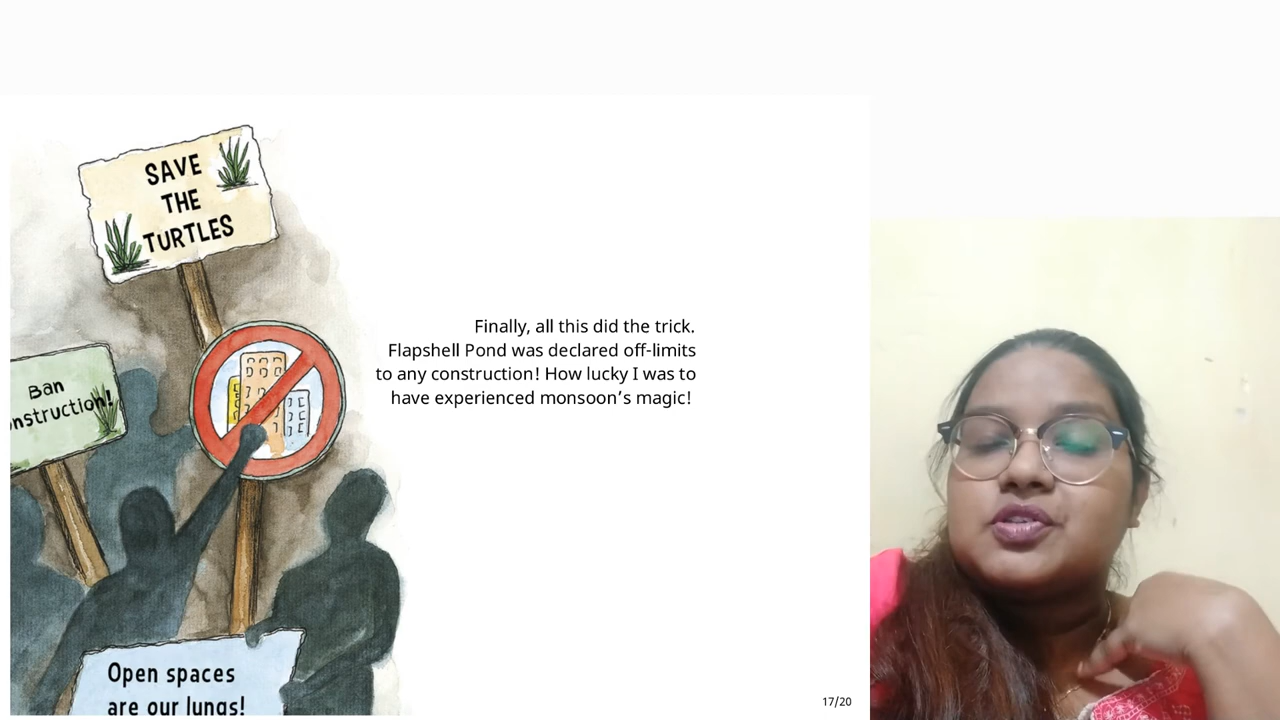 SAVE
THE
TURTLES
Ban
nstruction!
Open spaces
are our lungs!
Finally, all this did the trick.
Flapshell Pond was declared off-limits
to any construction! How lucky I was to
have experienced monsoon’s magic!
17/20